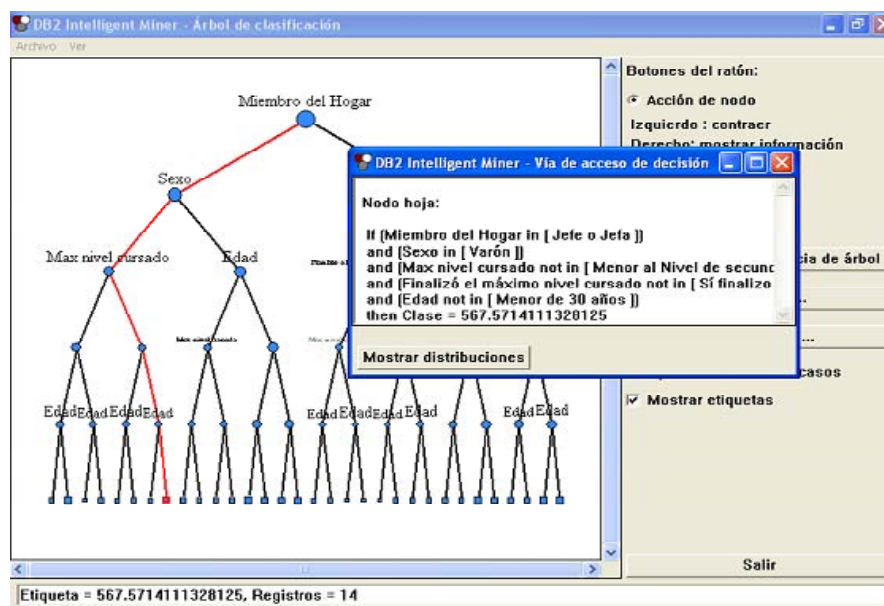 DB2 Intelligent Miner - Árbol de clasificación
Archivo Ver
Miembro del Hogar
Sexo
Max nivel cursado
Edad
Edad Edad Edad Edad
Edad Edad Edad Edad
Edad Edad
Botones del ratón:
Acción de nodo
Izquierdo : contraer
Derecho: mostrar información
cia de árbol
...
...
casos
Mostrar etiquetas
Salir
DB2 Intelligent Miner - Vía de acceso de decisión
Nodo hoja:
If (Miembro del Hogar in [ Jefe o Jefa ])
and (Sexo in [ Varón ])
and (Max nivel cursado not in [ Menor al Nivel de secunc
and (Finalizó el máximo nivel cursado not in [ Sí finalizo
and (Edad not in [ Menor de 30 años ])
then Clase = 567.5714111328125
Mostrar distribuciones
Etiqueta = 567.5714111328125, Registros = 14